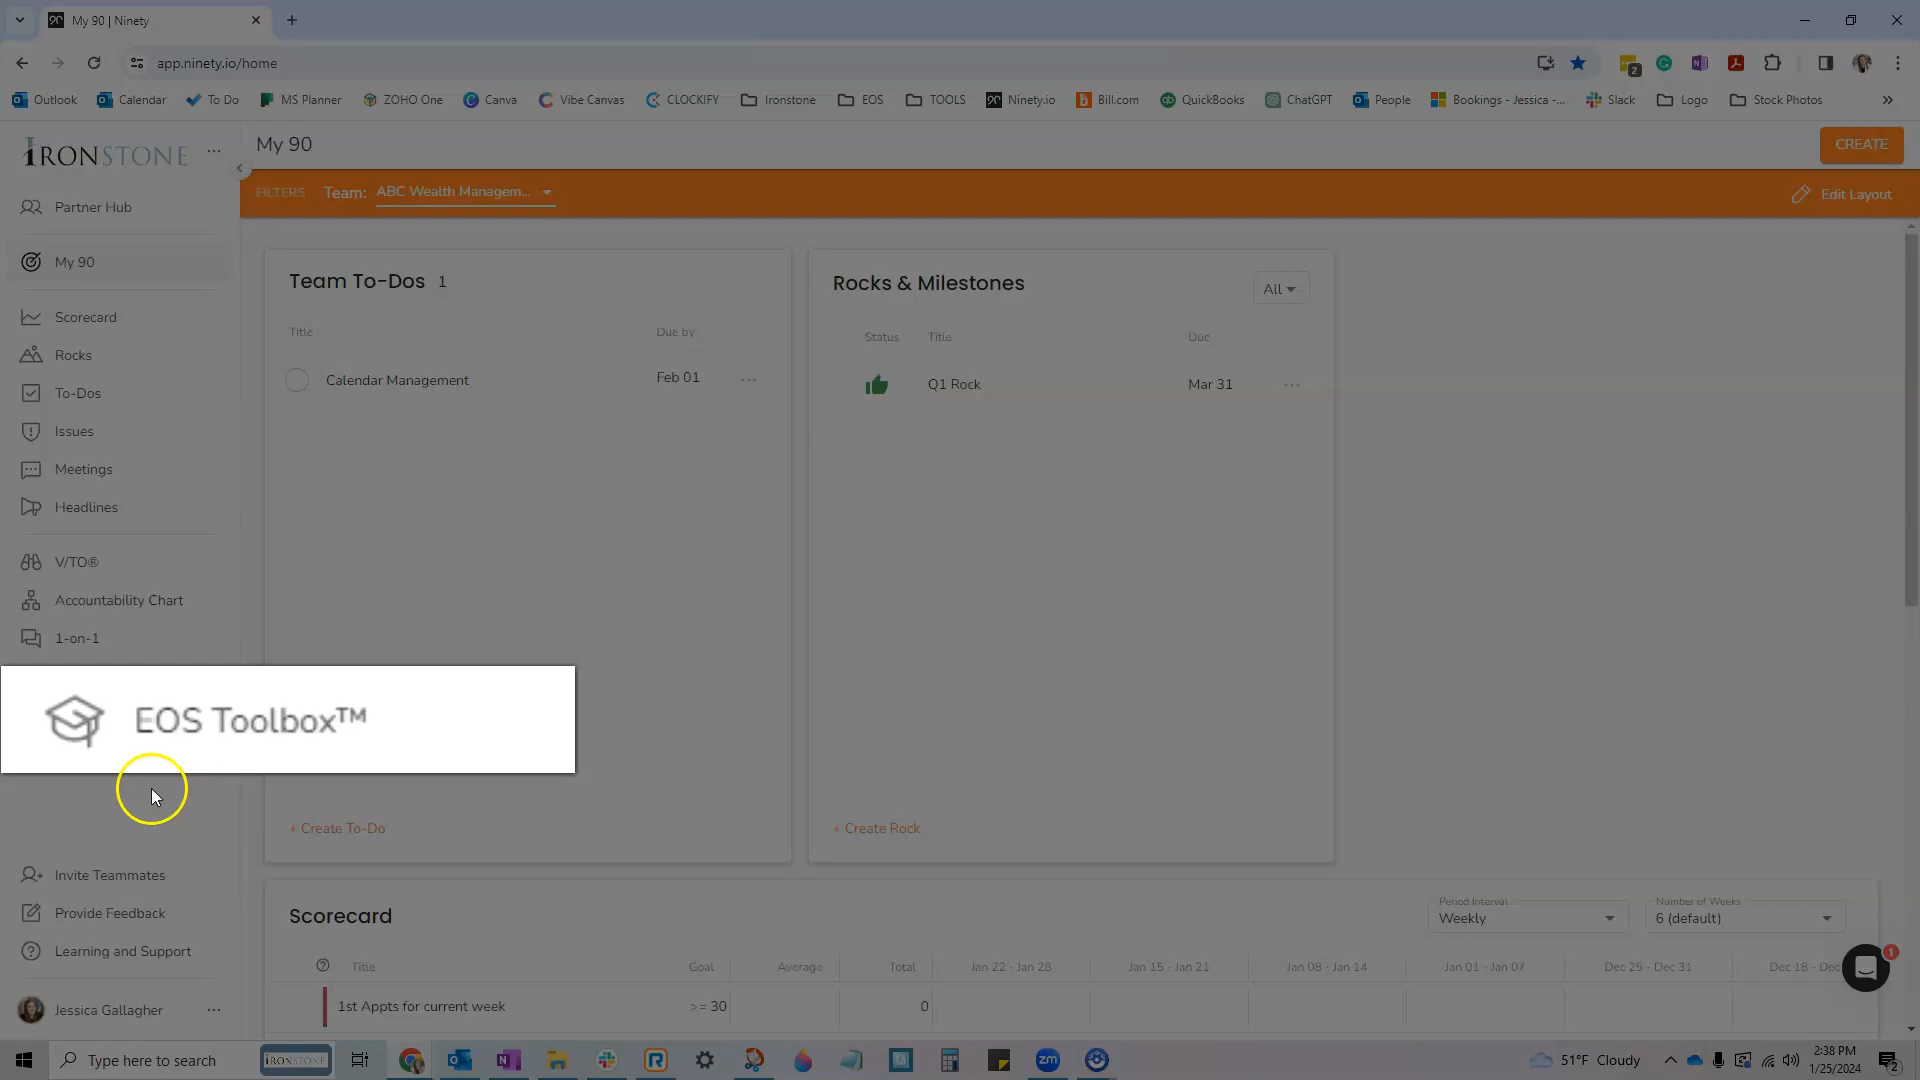 My 90 | Ninety
app.ninety.io/home
2
Outlook Calendar To Do MS Planner ZOHO One Canva Vibe Canvas CLOCKIFY Ironstone EOS TOOLS Ninety.io Bill.com QuickBooks ChatGPT People Bookings - Jessica -... Slack Logo Stock Photos
IRONSTONE
My 90
CREATE
FILTERS Team: ABC Wealth Managem...
Edit Layout
Partner Hub
My 90
Scorecard
Rocks
To-Dos
Issues
Meetings
Headlines
V/TO®
Accountability Chart
1-on-1
EOS Toolbox™
Invite Teammates
Provide Feedback
Learning and Support
Jessica Gallagher
Team To-Dos 1
Title Due by
Calendar Management Feb 01
+ Create To-Do
Rocks & Milestones
All
Status Title Due
Q1 Rock Mar 31
+ Create Rock
Scorecard
Period Interval
Weekly
Number of Weeks
6 (default)
Title Goal Average Total Jan 22 - Jan 28 Jan 15 - Jan 21 Jan 08 - Jan 14 Jan 01 - Jan 07 Dec 25 - Dec 31 Dec 18 - Dec
1st Appts for current week >= 30 0
1
Type here to search
IRONSTONE
zm
51°F Cloudy
2:38 PM
1/25/2024
2